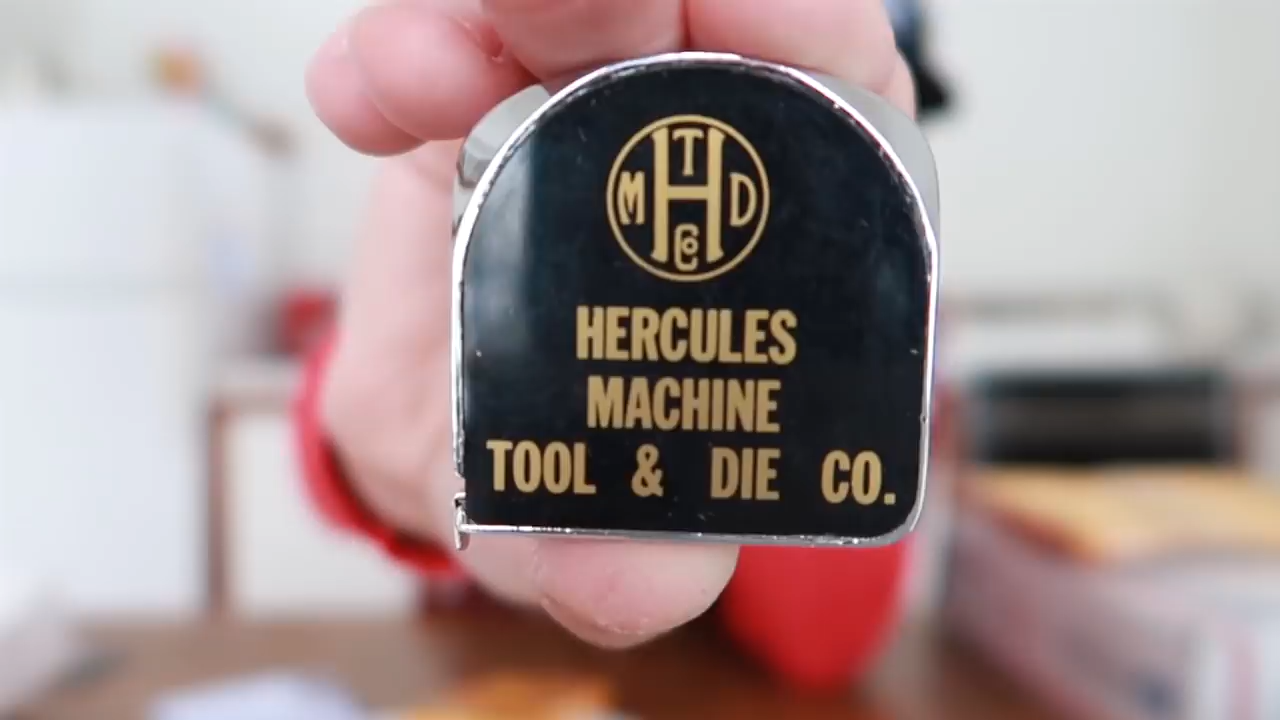 T
M H D
Co
HERCULES
MACHINE
TOOL & DIE CO.